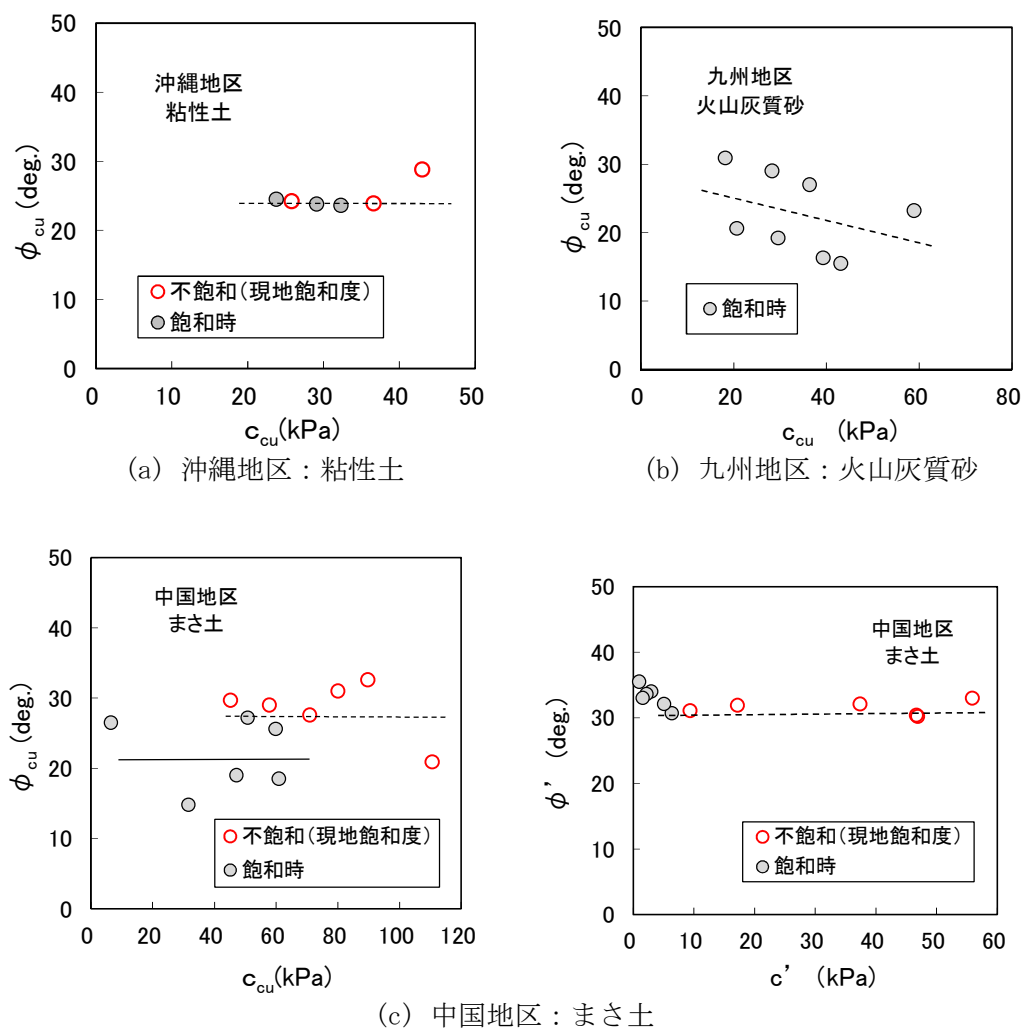 50
40
30
20
10
0
φcu (deg.)
沖縄地区
粘性土
不飽和(現地飽和度)
飽和時
0 10 20 30 40 50
ccu(kPa)
(a) 沖縄地区:粘性土
50
40
30
20
10
0
φcu (deg.)
九州地区
火山灰質砂
飽和時
0 20 40 60 80
ccu (kPa)
(b) 九州地区:火山灰質砂
50
40
30
20
10
0
φcu (deg.)
中国地区
まさ土
不飽和(現地飽和度)
飽和時
0 20 40 60 80 100 120
ccu(kPa)
50
40
30
20
10
0
φ’ (deg.)
中国地区
まさ土
不飽和(現地飽和度)
飽和時
0 10 20 30 40 50 60
c’ (kPa)
(c) 中国地区:まさ土